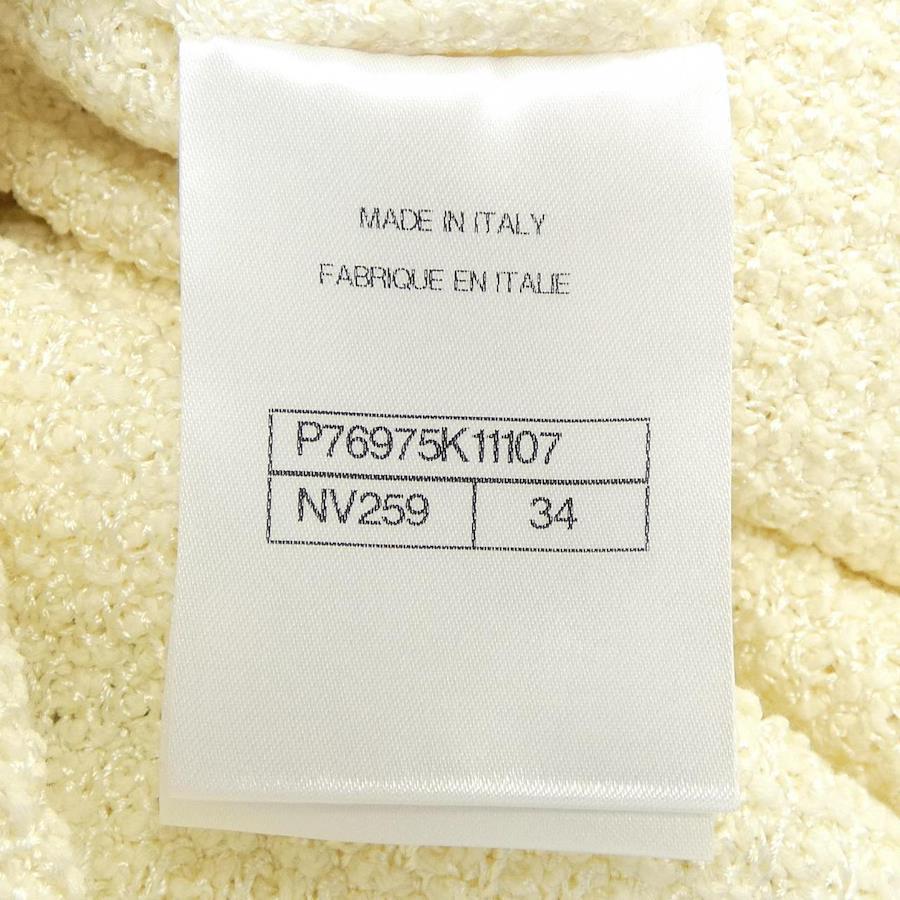 MADE IN ITALY
FABRIQUE EN ITALIE
P76975K11107
NV259 34